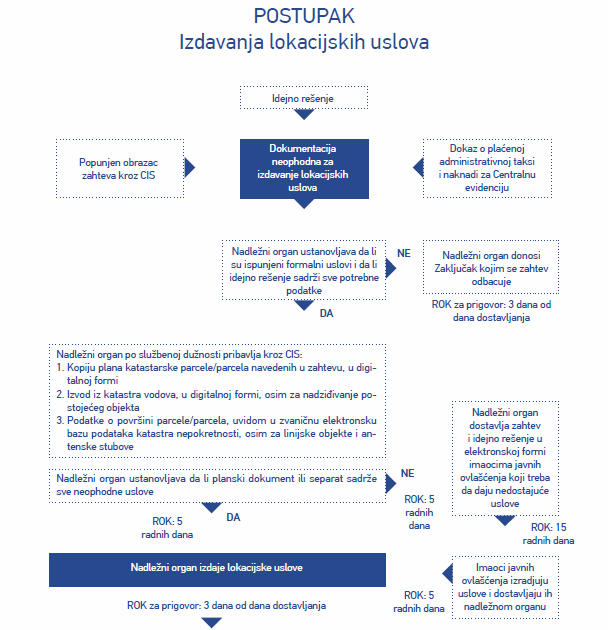 POSTUPAK
Izdavanja lokacijskih uslova
Idejno rešenje
Popunjen obrazac
zahteva kroz CIS
Dokumentacija
neophodna za
izdavanje lokacijskih
uslova
Dokaz o plaćenoj
administrativnoj taksi
i naknadi za Centralnu
evidenciju
Nadležni organ ustanovljava da li
su ispunjeni formalni uslovi i da li
idejno rešenje sadrži sve potrebne
podatke
NE
Nadležni organ donosi
Zaključak kojim se zahtev
odbacuje
ROK za prigovor: 3 dana od
dana dostavljanja
DA
Nadležni organ po službenoj dužnosti pribavlja kroz CIS:
1. Kopiju plana katastarske parcele/parcela navedenih u zahtevu, u digi-
talnoj formi
2. Izvod iz katastra vodova, u digitalnoj formi, osim za nadziđivanje po-
stojećeg objekta
3. Podatke o površini parcele/parcela, uvidom u zvaničnu elektronsku
bazu podataka katastra nepokretnosti, osim za linijske objekte i an-
tenske stubove
Nadležni organ ustanovljava da li planski dokument ili separat sadrže
sve neophodne uslove
NE
ROK: 5
radnih
dana
Nadležni organ
dostavlja zahtev
i idejno rešenje u
elektronskoj formi
imaocima javnih
ovlašćenja koji treba
da daju nedostajuće
uslove
ROK: 5
radnih dana
DA
ROK: 15
radnih dana
Nadležni organ izdaje lokacijske uslove
ROK: 5
radnih dana
Imaoci javnih
ovlašćenja izradjuju
uslove i dostavljaju ih
nadležnom organu
ROK za prigovor: 3 dana od dana dostavljanja